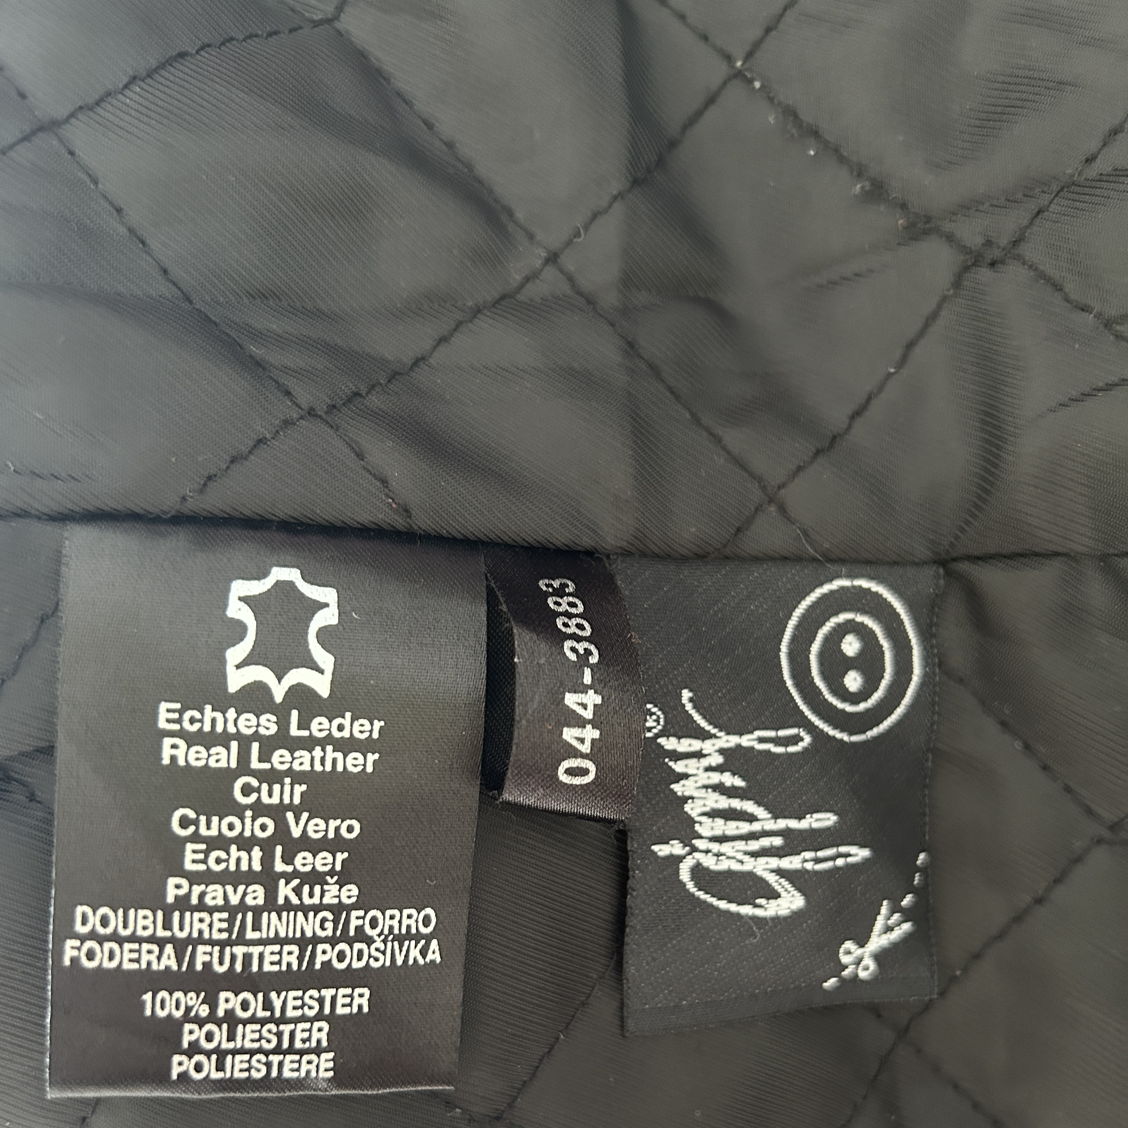 Echtes Leder
Real Leather
Cuir
Cuoio Vero
Echt Leer
Prava Kuže
DOUBLURE/LINING/FORRO
FODERA/FUTTER/PODŠÍVKA
100% POLYESTER
POLIESTER
POLIESTERE
044-3883
®